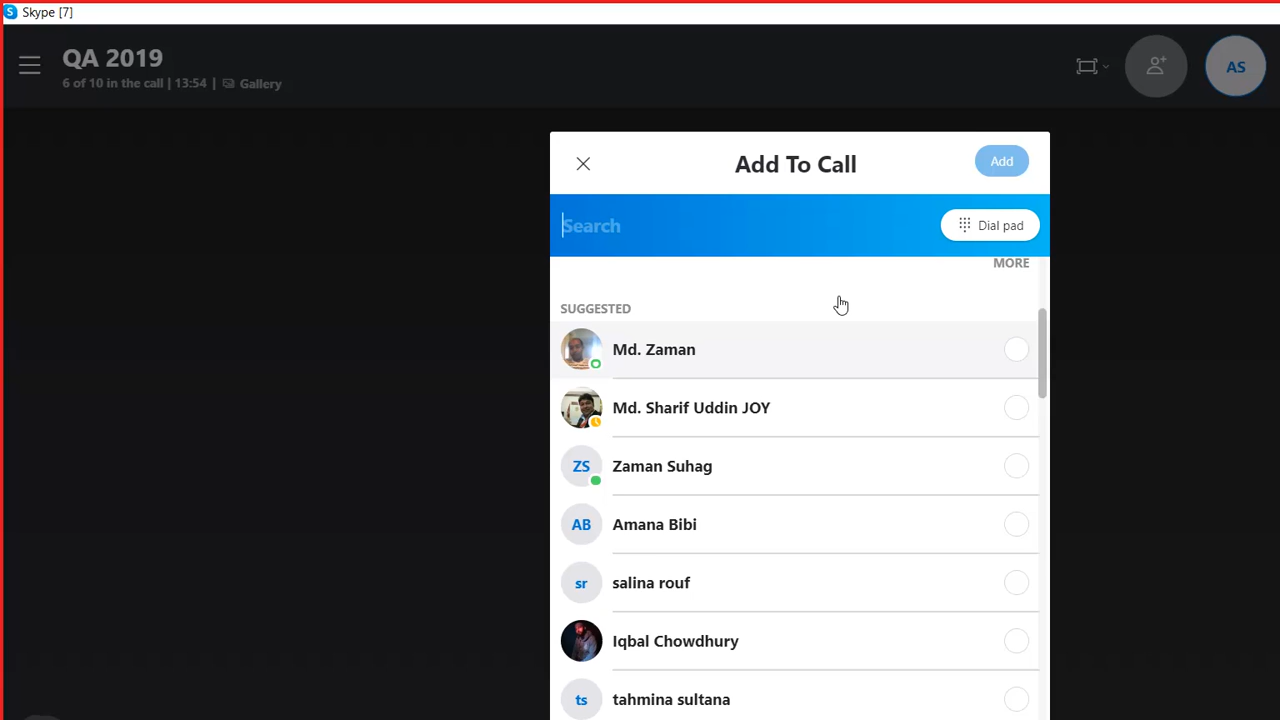 Skype [7]
QA 2019
6 of 10 in the call | 13:54 | Gallery
AS
Add To Call
Add
Search
Dial pad
MORE
SUGGESTED
Md. Zaman
Md. Sharif Uddin JOY
ZS Zaman Suhag
AB Amana Bibi
sr salina rouf
Iqbal Chowdhury
ts tahmina sultana